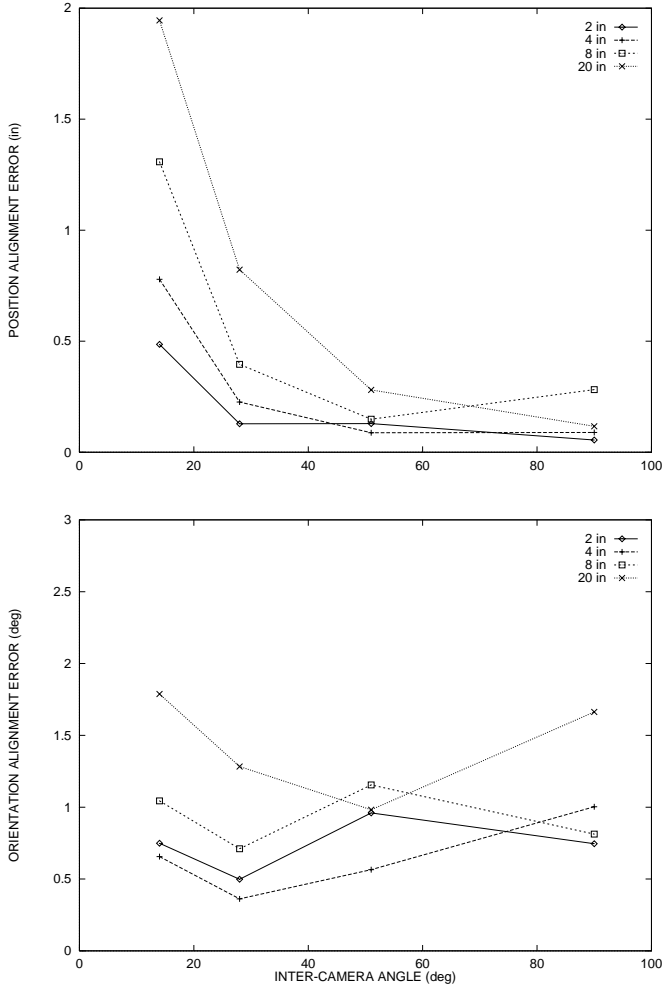 2
1.5
1
0.5
0
0 20 40 60 80 100
POSITION ALIGNMENT ERROR (in)
2 in
4 in
8 in
20 in
3
2.5
2
1.5
1
0.5
0
0 20 40 60 80 100
ORIENTATION ALIGNMENT ERROR (deg)
INTER-CAMERA ANGLE (deg)
2 in
4 in
8 in
20 in